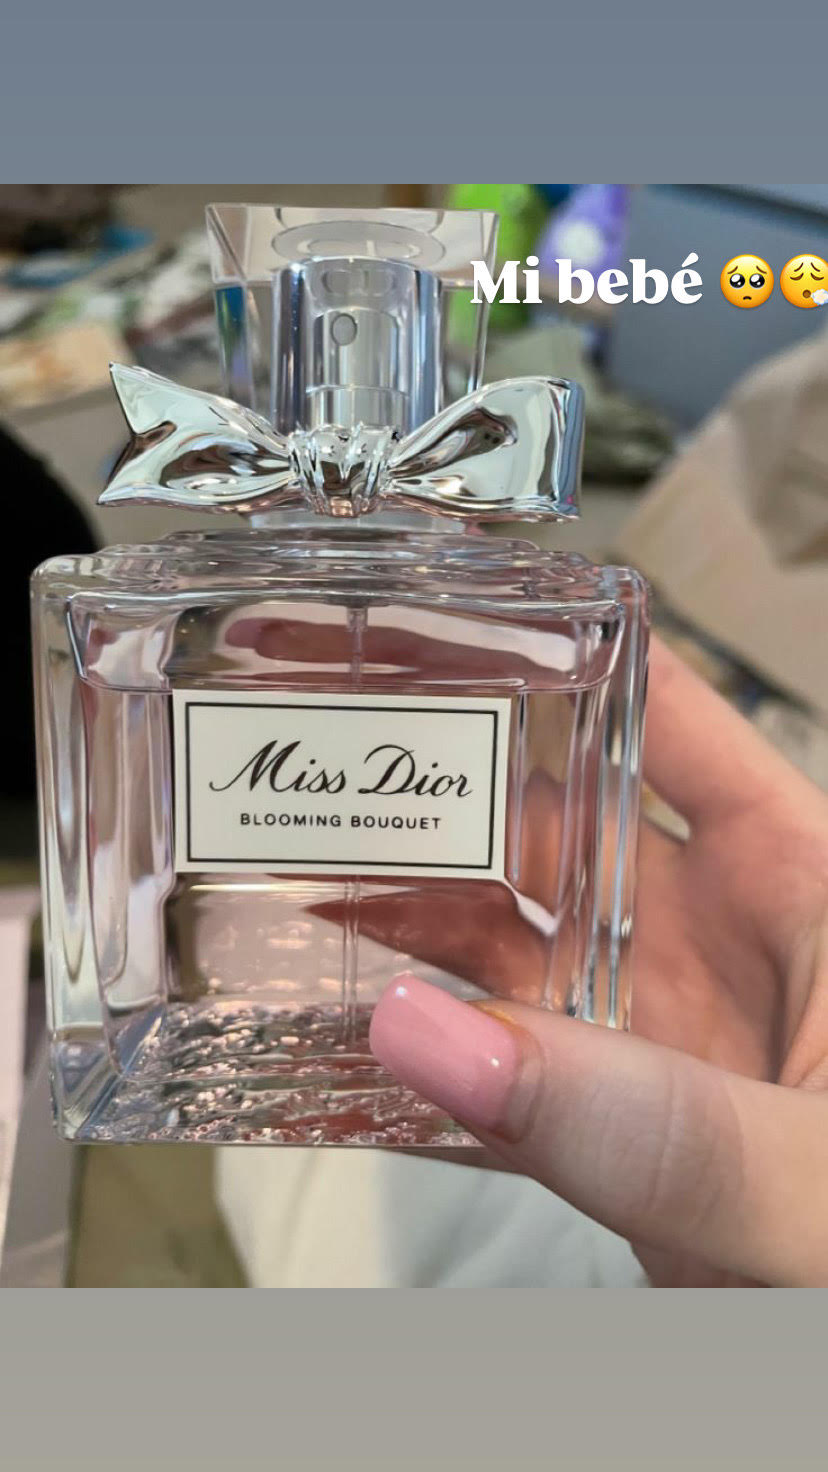 Mi bebé 🥺😮‍💨
Miss Dior
BLOOMING BOUQUET